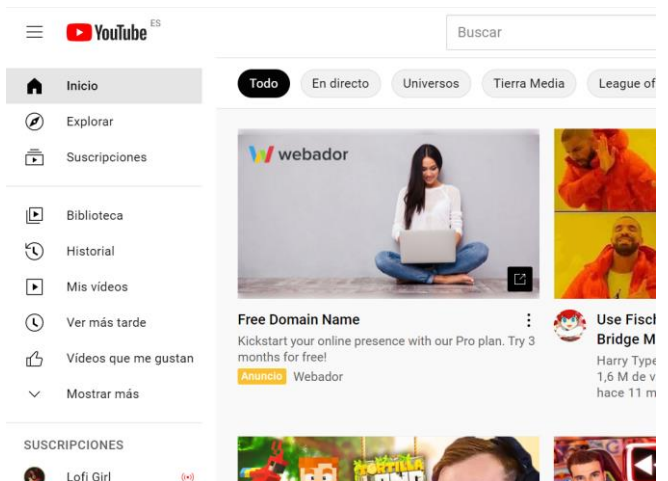 YouTube ES
Buscar
Inicio
Explorar
Suscripciones
Biblioteca
Historial
Mis vídeos
Ver más tarde
Vídeos que me gustan
Mostrar más
SUSCRIPCIONES
Lofi Girl
Todo
En directo
Universos
Tierra Media
League of
webador
Free Domain Name
Kickstart your online presence with our Pro plan. Try 3
months for free!
Anuncio Webador
Use Fisch
Bridge M
Harry Type
1,6 M de v
hace 11 m
TORTILLA
LAND